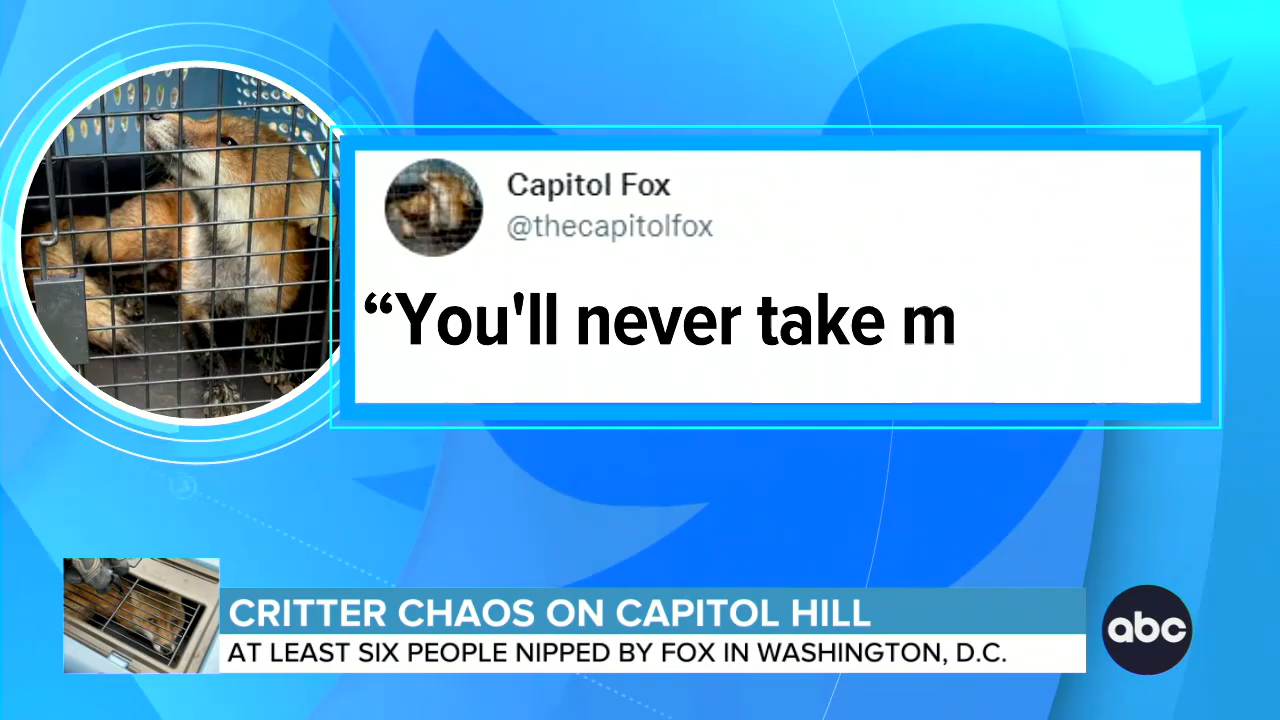 Capitol Fox
@thecapitolfox
“You'll never take m
CRITTER CHAOS ON CAPITOL HILL
AT LEAST SIX PEOPLE NIPPED BY FOX IN WASHINGTON, D.C.
abc